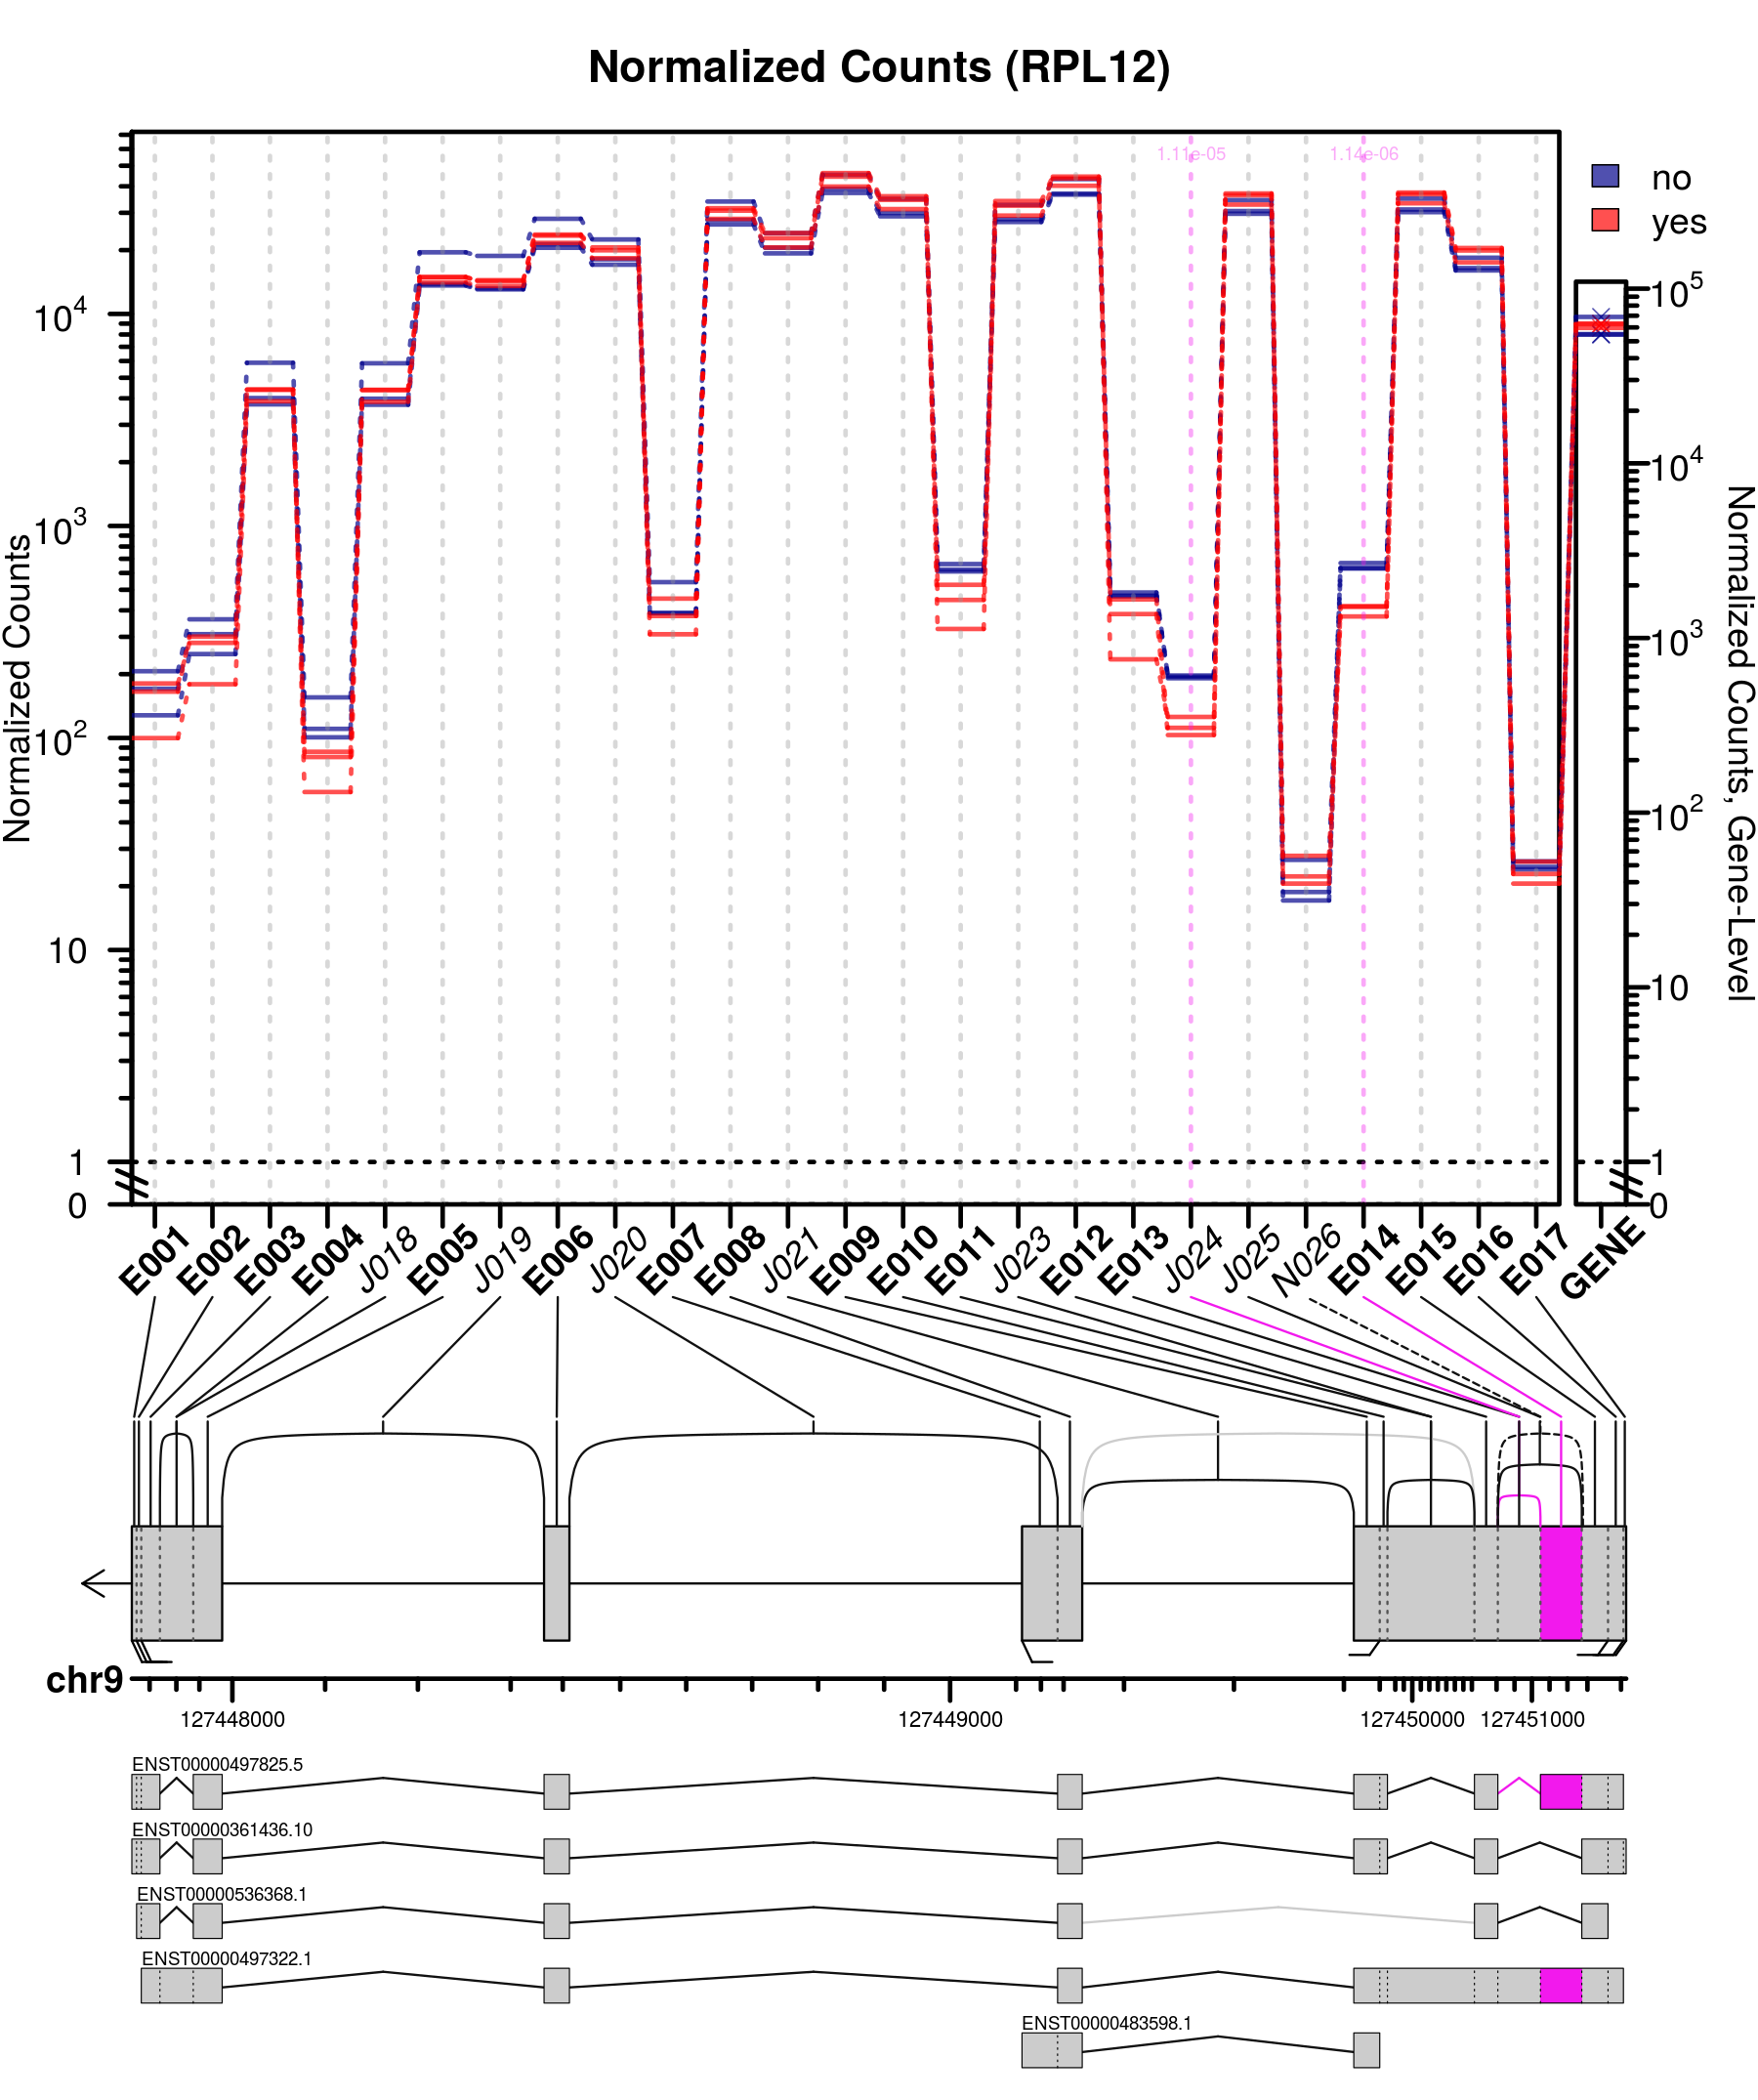 Normalized Counts (RPL12)
1.11e-05 1.14e-06
no
yes
Normalized Counts
10^4
10^3
10^2
10
1
0
10^5
10^4
10^3
10^2
10
1
0
Normalized Counts, Gene-Level
E001 E002 E003 E004 J018 E005 J019 E006 J020 E007 E008 J021 E009 E010 E011 J023 E012 E013 J024 J025 N026 E014 E015 E016 E017 GENE
chr9
127448000 127449000 127450000 127451000
ENST00000497825.5
ENST00000361436.10
ENST00000536368.1
ENST00000497322.1
ENST00000483598.1